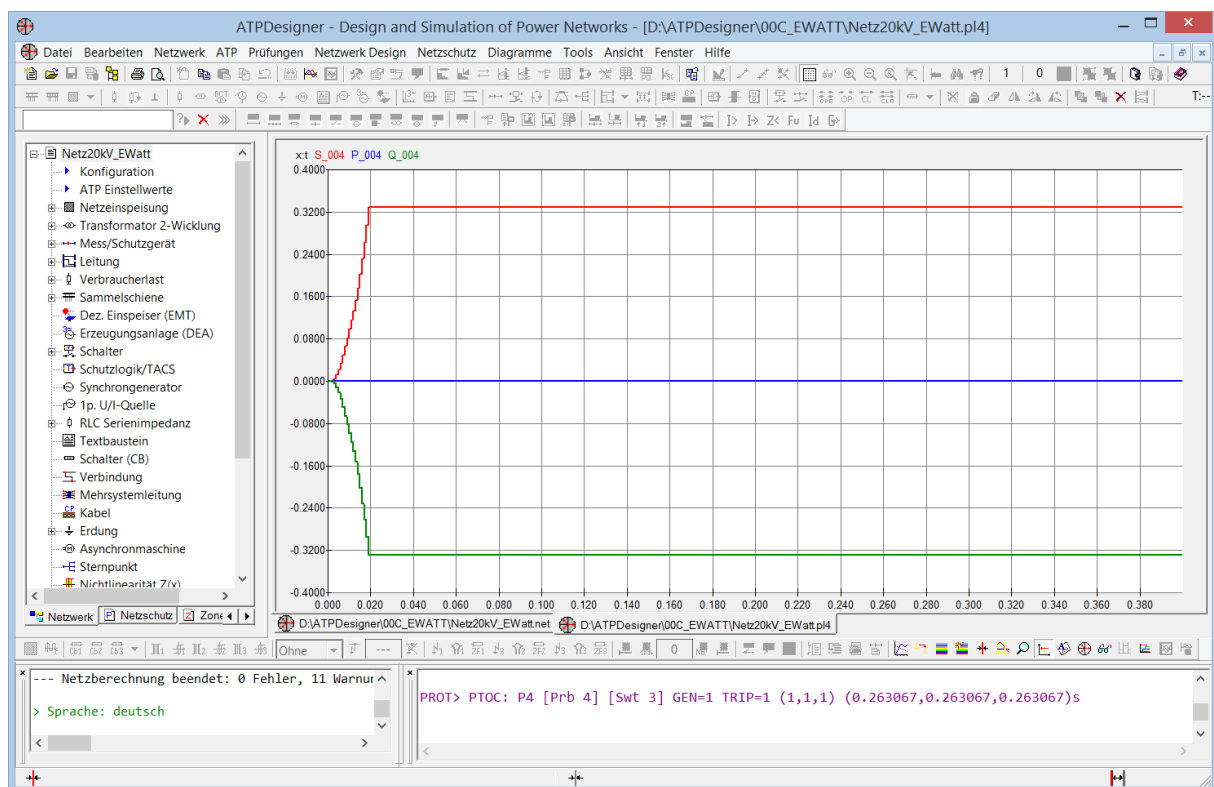 ATPDesigner - Design and Simulation of Power Networks - [D:\ATPDesigner\00C_EWATT\Netz20kV_EWatt.pl4]
Datei Bearbeiten Netzwerk ATP Prüfungen Netzwerk Design Netzschutz Diagramme Tools Ansicht Fenster Hilfe
1 0
T:--
I> I> Z< Fu Id G>
Netz20kV_EWatt
Konfiguration
ATP Einstellwerte
Netzeinspeisung
Transformator 2-Wicklung
Mess/Schutzgerät
Leitung
Verbraucherlast
Sammelschiene
Dez. Einspeiser (EMT)
Erzeugungsanlage (DEA)
Schalter
Schutzlogik/TACS
Synchrongenerator
1p. U/I-Quelle
RLC Serienimpedanz
Textbaustein
Schalter (CB)
Verbindung
Mehrsystemleitung
Kabel
Erdung
Asynchronmaschine
Sternpunkt
Nichtlinearität Z(x)
Netzwerk Netzschutz Zone
x:t S_004 P_004 Q_004
0.4000
0.3200
0.2400
0.1600
0.0800
0.0000
-0.0800
-0.1600
-0.2400
-0.3200
-0.4000
0.000 0.020 0.040 0.060 0.080 0.100 0.120 0.140 0.160 0.180 0.200 0.220 0.240 0.260 0.280 0.300 0.320 0.340 0.360 0.380
D:\ATPDesigner\00C_EWATT\Netz20kV_EWatt.net D:\ATPDesigner\00C_EWATT\Netz20kV_EWatt.pl4
Ohne --- 0
--- Netzberechnung beendet: 0 Fehler, 11 Warnur
> Sprache: deutsch
PROT> PTOC: P4 [Prb 4] [Swt 3] GEN=1 TRIP=1 (1,1,1) (0.263067,0.263067,0.263067)s